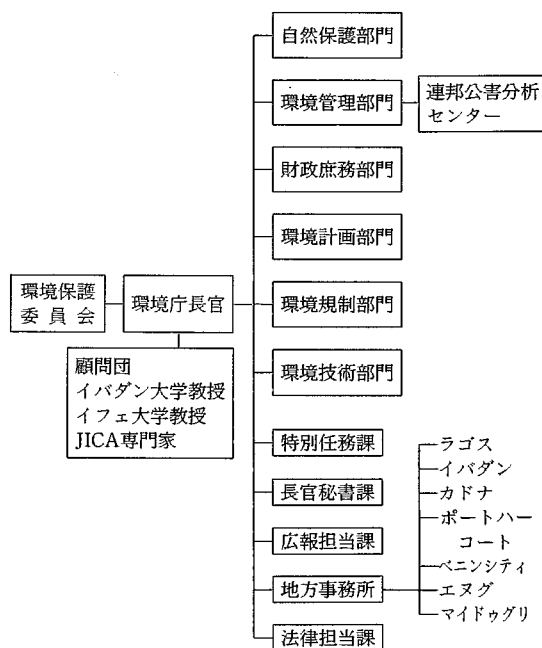 自然保護部門
環境管理部門
連邦公害分析
センター
財政庶務部門
環境計画部門
環境保護
委員会
環境庁長官
環境規制部門
顧問団
イバダン大学教授
イフェ大学教授
JICA専門家
環境技術部門
特別任務課
長官秘書課
広報担当課
地方事務所
ラゴス
イバダン
カドナ
ポートハー
コート
ベニンシティ
エヌグ
マイドゥグリ
法律担当課